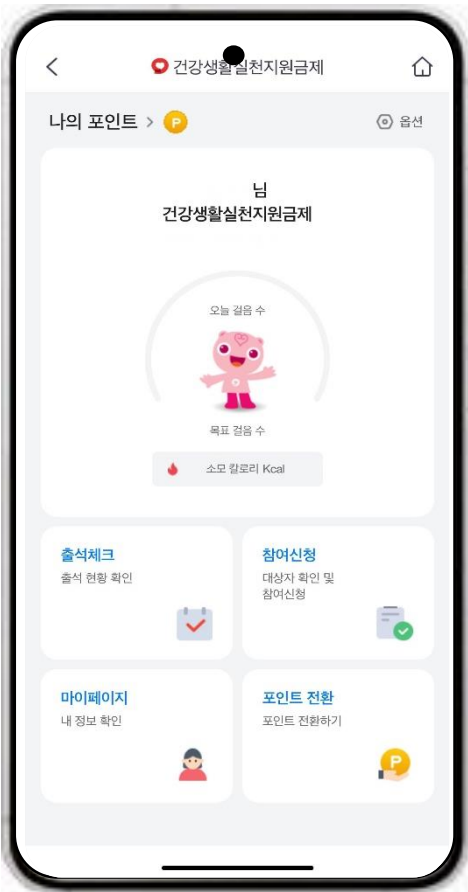 건강생활실천지원금제
나의 포인트 > P
옵션
님
건강생활실천지원금제
오늘 걸음 수
목표 걸음 수
소모 칼로리 Kcal
출석체크
출석 현황 확인
참여신청
대상자 확인 및
참여신청
마이페이지
내 정보 확인
포인트 전환
포인트 전환하기
P